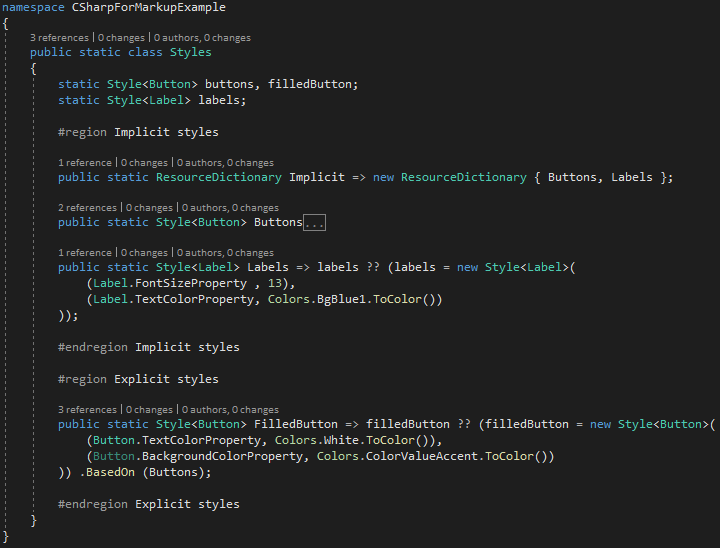 namespace CSharpForMarkupExample
{
3 references | 0 changes | 0 authors, 0 changes
public static class Styles
{
static Style<Button> buttons, filledButton;
static Style<Label> labels;
#region Implicit styles
1 reference | 0 changes | 0 authors, 0 changes
public static ResourceDictionary Implicit => new ResourceDictionary { Buttons, Labels };
2 references | 0 changes | 0 authors, 0 changes
public static Style<Button> Buttons...
1 reference | 0 changes | 0 authors, 0 changes
public static Style<Label> Labels => labels ?? (labels = new Style<Label>(
(Label.FontSizeProperty , 13),
(Label.TextColorProperty, Colors.BgBlue1.ToColor())
));
#endregion Implicit styles
#region Explicit styles
3 references | 0 changes | 0 authors, 0 changes
public static Style<Button> FilledButton => filledButton ?? (filledButton = new Style<Button>(
(Button.TextColorProperty, Colors.White.ToColor()),
(Button.BackgroundColorProperty, Colors.ColorValueAccent.ToColor())
)) .BasedOn (Buttons);
#endregion Explicit styles
}
}